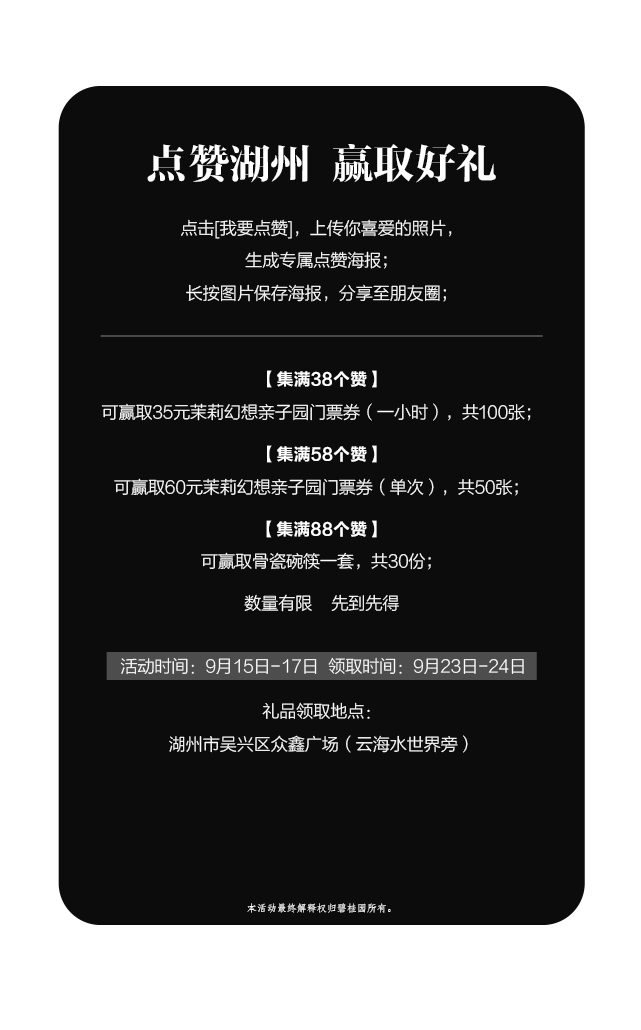 点赞湖州 赢取好礼
点击[我要点赞]，上传你喜爱的照片，
生成专属点赞海报；
长按图片保存海报，分享至朋友圈；
【集满38个赞】
可赢取35元茉莉幻想亲子园门票券（一小时），共100张；
【集满58个赞】
可赢取60元茉莉幻想亲子园门票券（单次），共50张；
【集满88个赞】
可赢取骨瓷碗筷一套，共30份；
数量有限 先到先得
活动时间：9月15日-17日 领取时间：9月23日-24日
礼品领取地点：
湖州市吴兴区众鑫广场（云海水世界旁）
本活动最终解释权归碧桂园所有。